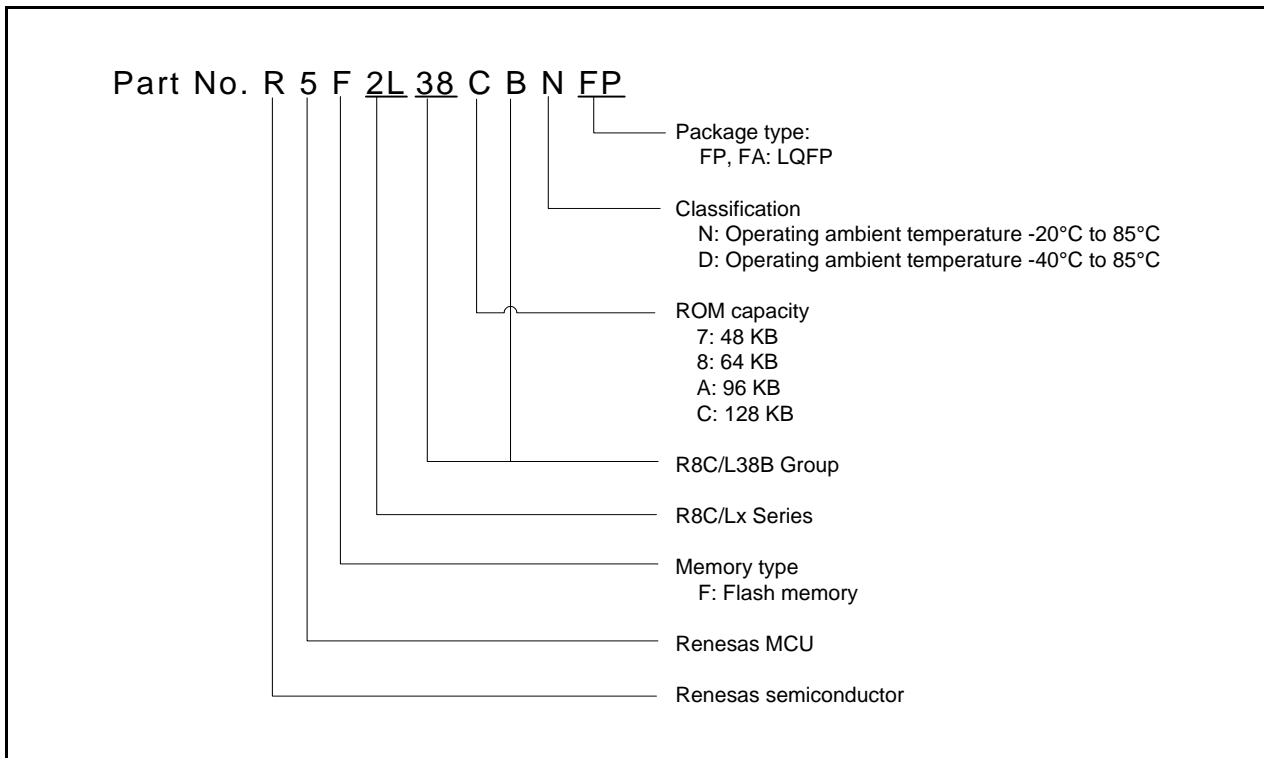 Part No. R 5 F 2L 38 C B N FP
Package type:
FP, FA: LQFP
Classification
N: Operating ambient temperature -20°C to 85°C
D: Operating ambient temperature -40°C to 85°C
ROM capacity
7: 48 KB
8: 64 KB
A: 96 KB
C: 128 KB
R8C/L38B Group
R8C/Lx Series
Memory type
F: Flash memory
Renesas MCU
Renesas semiconductor